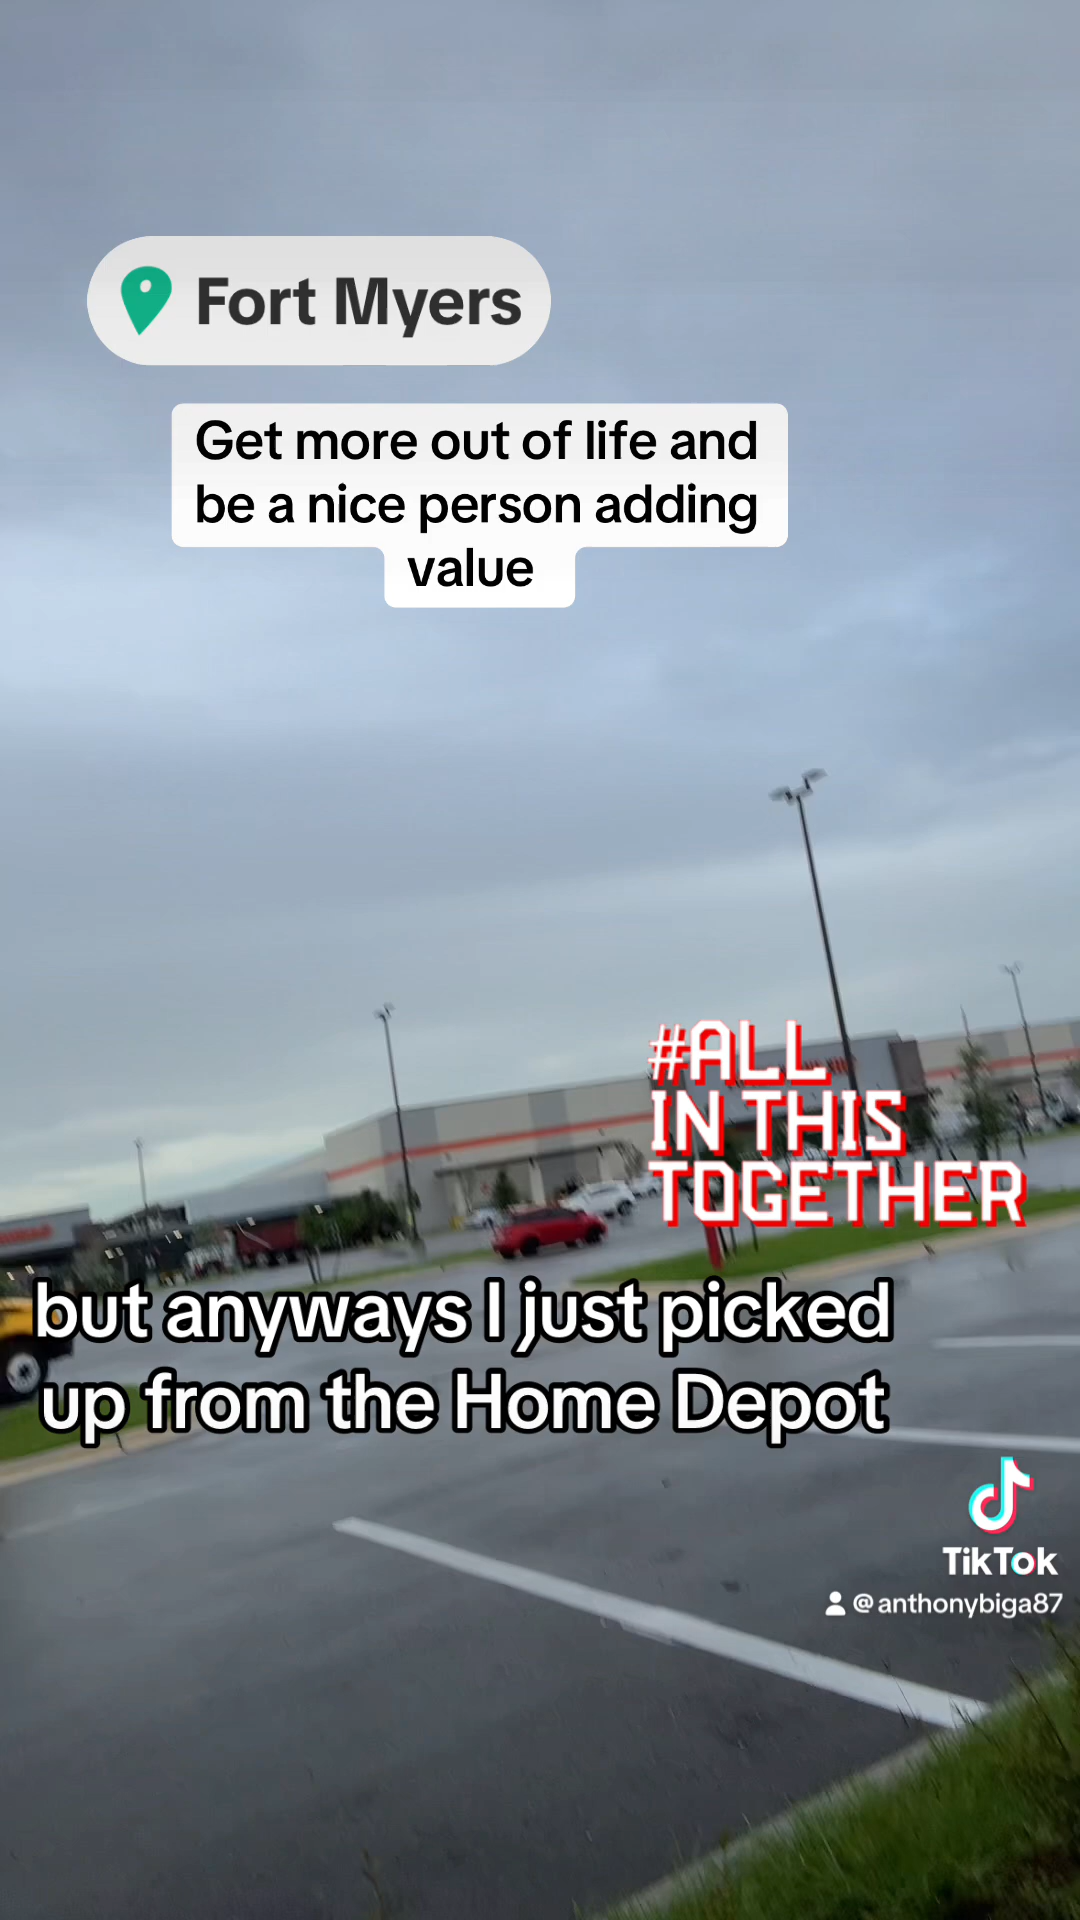 Fort Myers
Get more out of life and
be a nice person adding
value
#ALL
IN THIS
TOGETHER
but anyways I just picked
up from the Home Depot
TikTok
@anthonybiga87